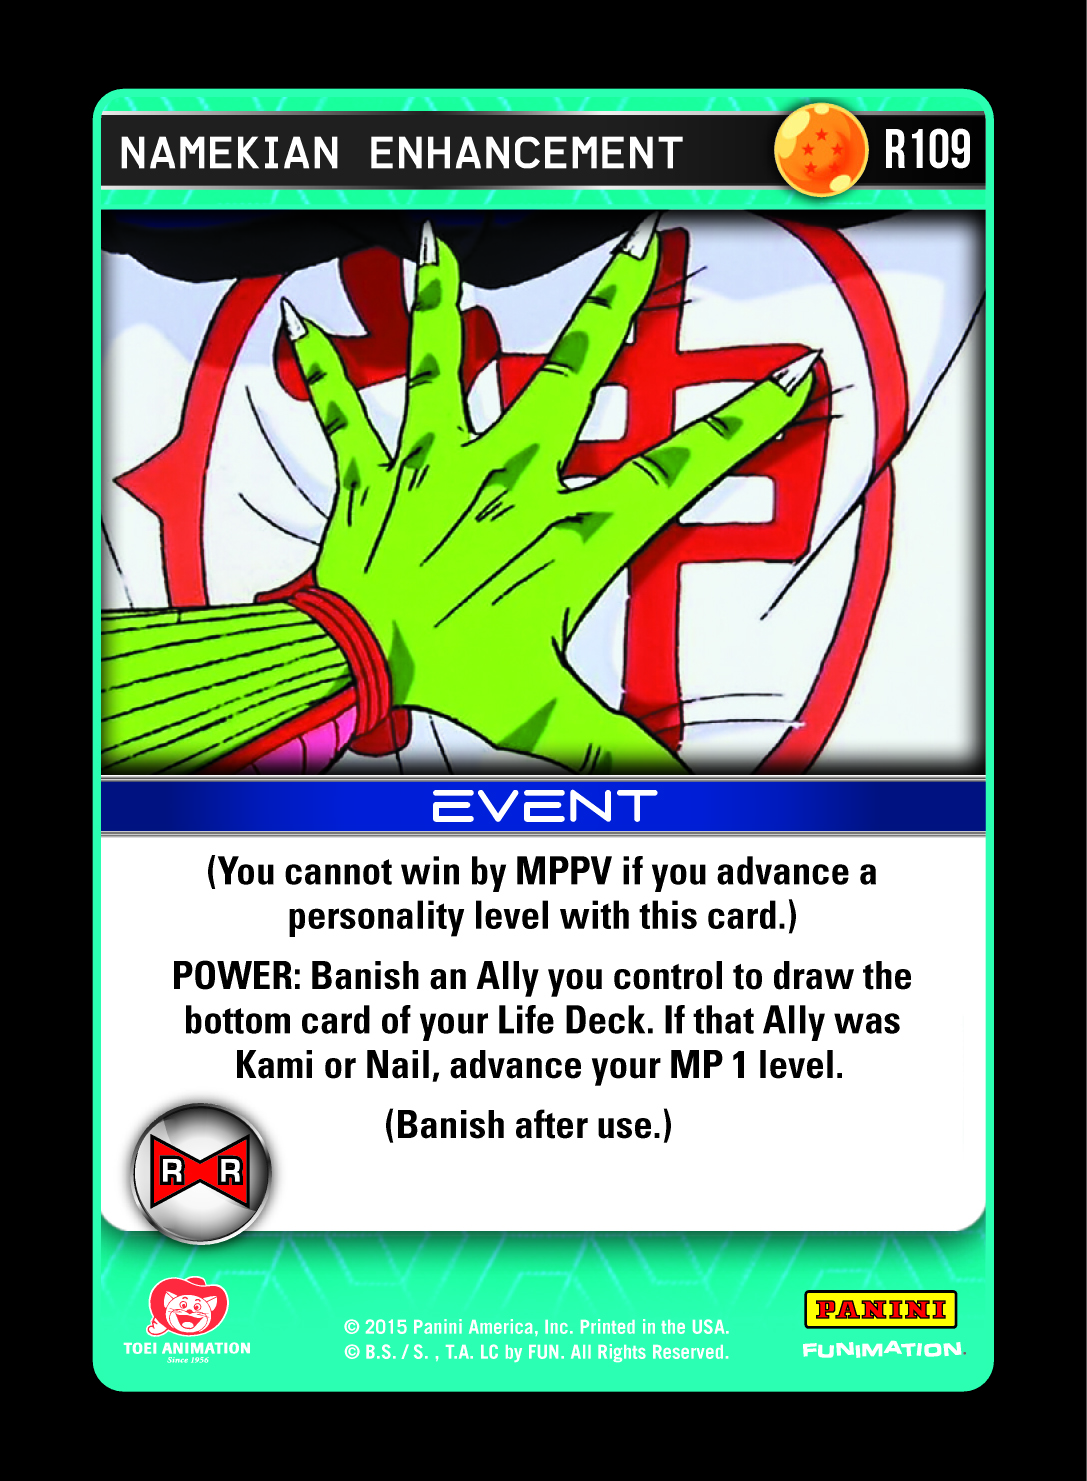 NAMEKIAN ENHANCEMENT R109
EVENT
(You cannot win by MPPV if you advance a
personality level with this card.)
POWER: Banish an Ally you control to draw the
bottom card of your Life Deck. If that Ally was
Kami or Nail, advance your MP 1 level.
(Banish after use.)
R R
TOEI ANIMATION
Since 1956
© 2015 Panini America, Inc. Printed in the USA.
© B.S. / S. , T.A. LC by FUN. All Rights Reserved.
PANINI
FUNIMATION.